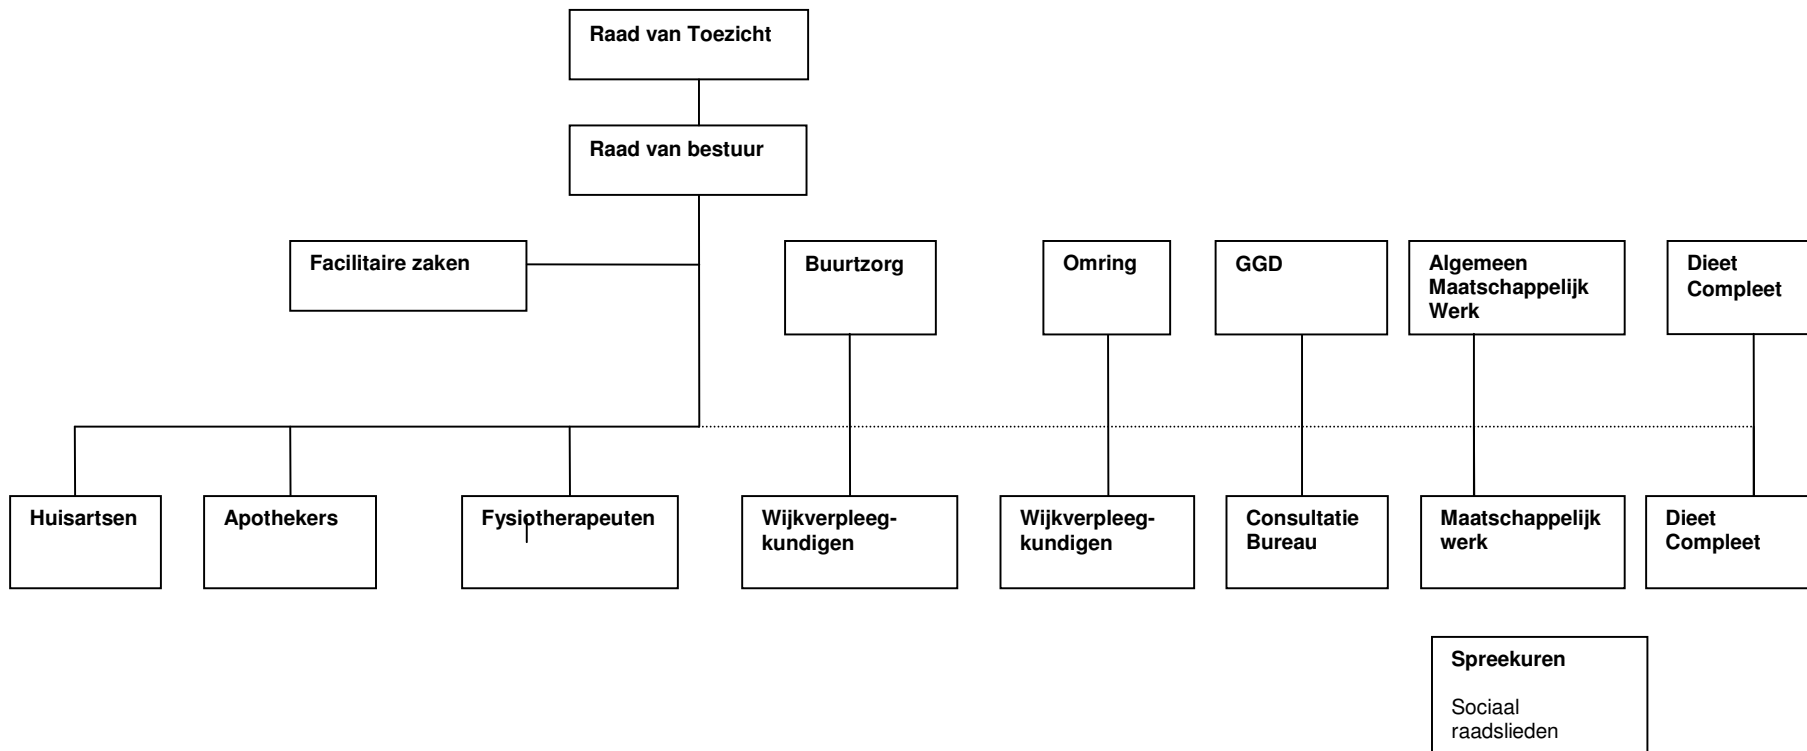 Raad van Toezicht
Raad van bestuur
Facilitaire zaken
Buurtzorg
Omring
GGD
Algemeen
Maatschappelijk
Werk
Dieet
Compleet
Huisartsen
Apothekers
Fysiotherapeuten
Wijkverpleeg-
kundigen
Wijkverpleeg-
kundigen
Consultatie
Bureau
Maatschappelijk
werk
Dieet
Compleet
Spreekuren
Sociaal
raadslieden